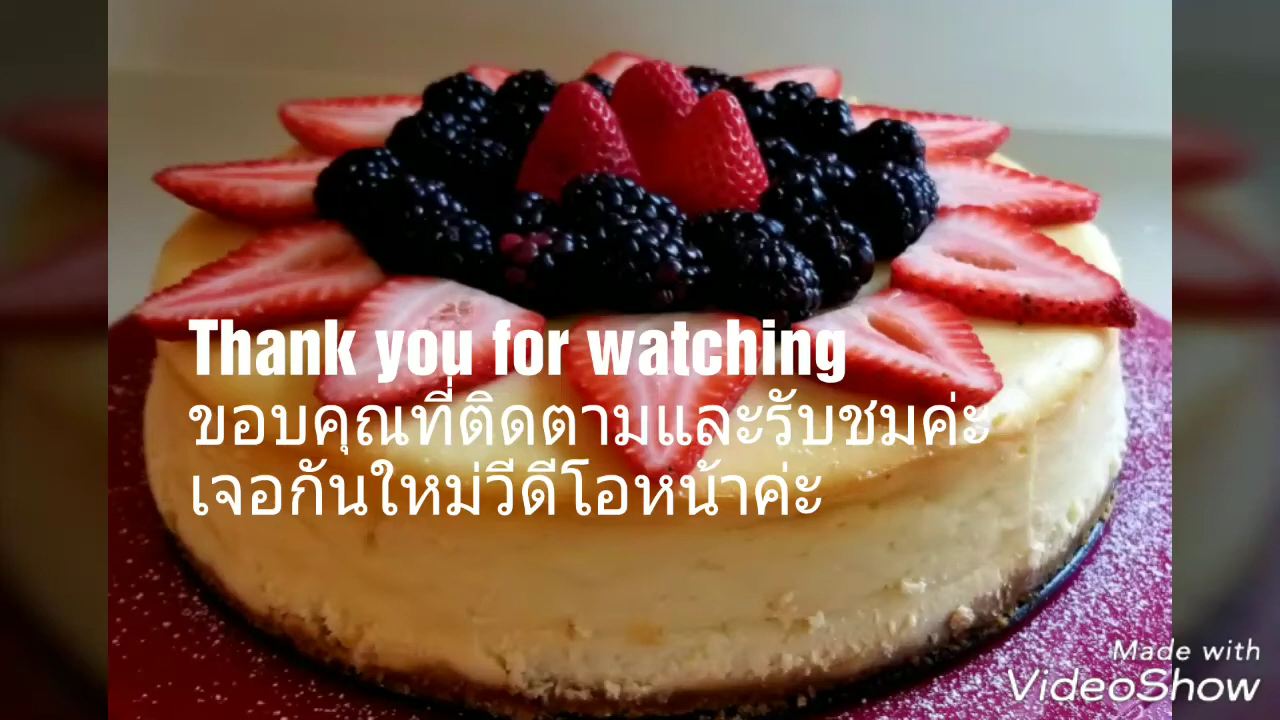 Thank you for watching
ขอบคุณที่ติดตามและรับชมค่ะ
เจอกันใหม่วีดีโอหน้าค่ะ
Made with
VideoShow